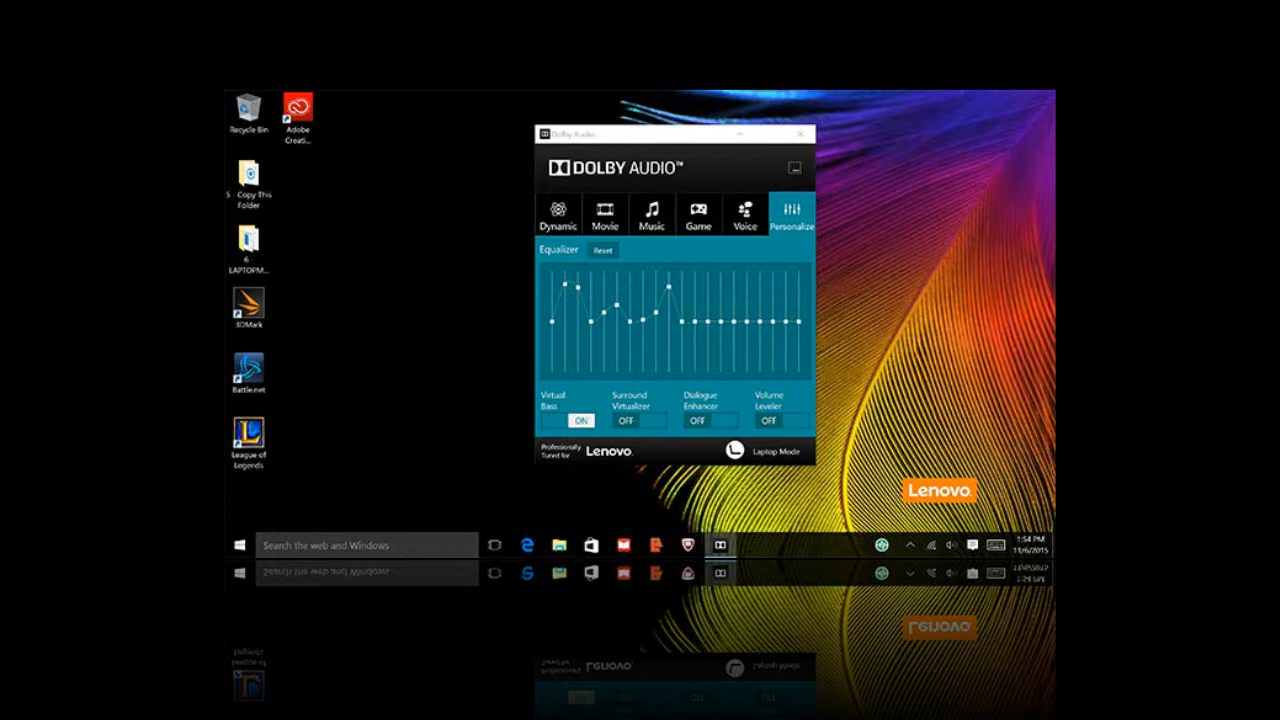 Recycle Bin
Adobe
Creati...
5 - Copy This
Folder
6
LAPTOPM...
3DMark
Battle.net
League of
Legends
Dolby Audio
DOLBY AUDIO™
Dynamic
Movie
Music
Game
Voice
Personalize
Equalizer
Reset
Virtual
Bass
ON
Surround
Virtualizer
OFF
Dialogue
Enhancer
OFF
Volume
Leveler
OFF
Professionally
Tuned for
Lenovo.
Laptop Mode
Lenovo.
Search the web and Windows
1:54 PM
11/6/2015